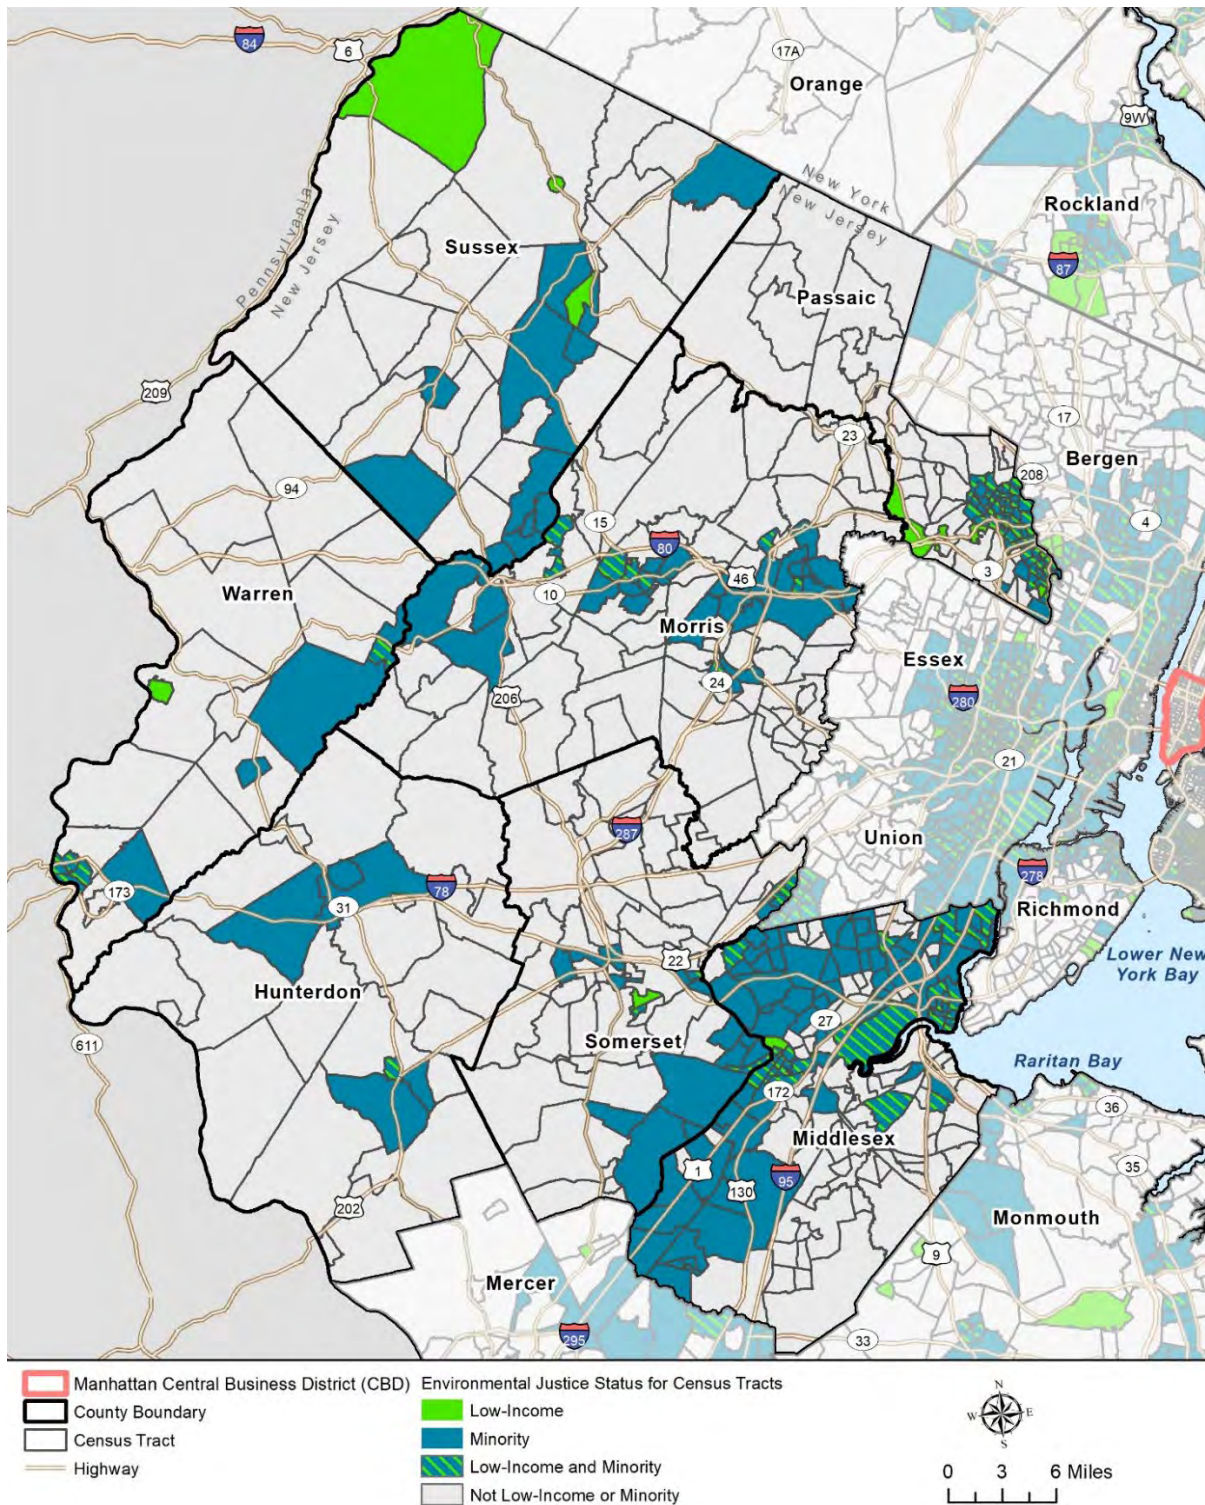 84
6
17A
Orange
9W
Pennsylvania
New Jersey
New York
New Jersey
Rockland
Sussex
87
Passaic
209
17
23
Bergen
208
94
15
4
80
46
3
Warren
10
Morris
Essex
24
280
206
21
287
Union
278
173
78
31
Richmond
22
Lower New
York Bay
Hunterdon
27
Somerset
611
Raritan Bay
172
36
Middlesex
35
1
95
130
202
Monmouth
9
Mercer
295
33
Manhattan Central Business District (CBD)
County Boundary
Census Tract
Highway
Environmental Justice Status for Census Tracts
Low-Income
Minority
Low-Income and Minority
Not Low-Income or Minority
N
W E
S
0 3 6 Miles